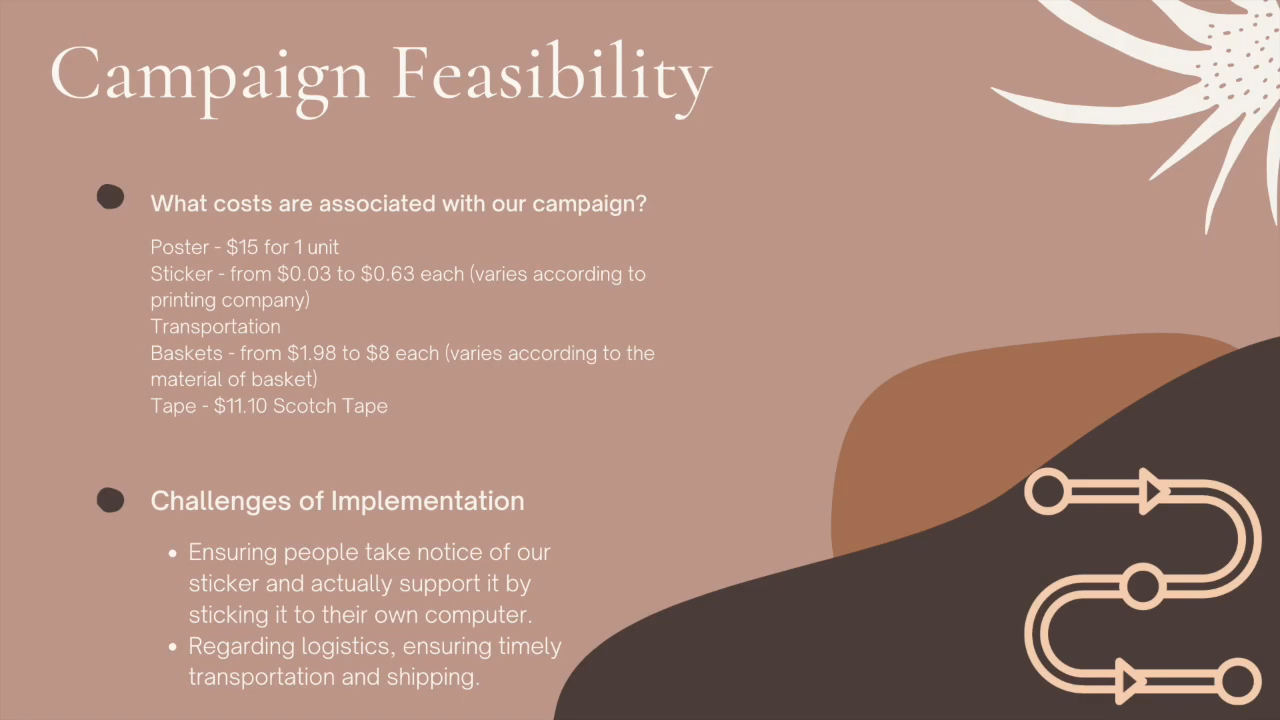 Campaign Feasibility
What costs are associated with our campaign?
Poster - $15 for 1 unit
Sticker - from $0.03 to $0.63 each (varies according to
printing company)
Transportation
Baskets - from $1.98 to $8 each (varies according to the
material of basket)
Tape - $11.10 Scotch Tape
Challenges of Implementation
• Ensuring people take notice of our
sticker and actually support it by
sticking it to their own computer.
• Regarding logistics, ensuring timely
transportation and shipping.